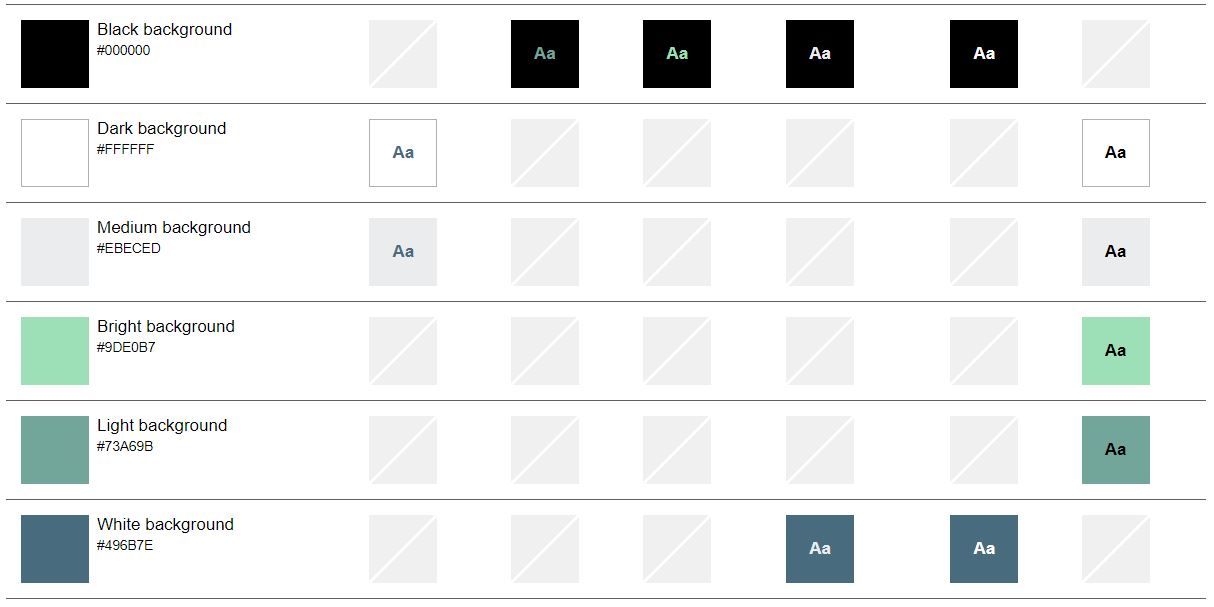 Black background
#000000
Aa Aa Aa Aa
Dark background
#FFFFFF
Aa Aa
Medium background
#EBECED
Aa Aa
Bright background
#9DE0B7
Aa
Light background
#73A69B
Aa
White background
#496B7E
Aa Aa